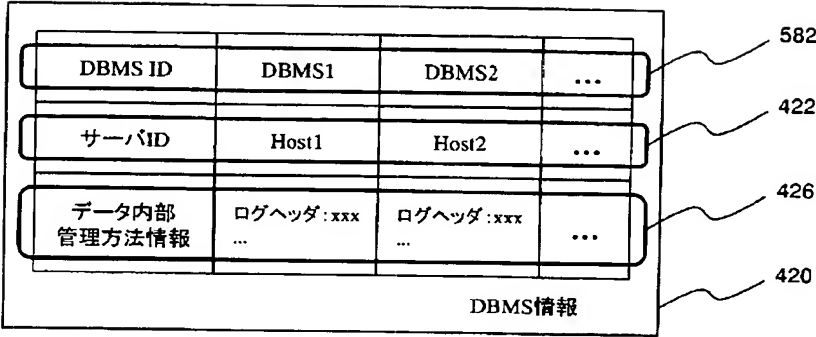 DBMS ID DBMS1 DBMS2 ... 582
サーバID Host1 Host2 ... 422
データ内部 ログヘッダ:xxx ログヘッダ:xxx 426
管理方法情報 ... ... ...
420
DBMS情報